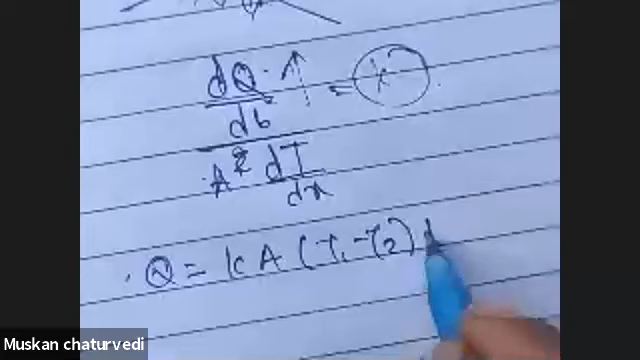 dQ
dt
A dT
dx
= K
Q = KA (T₁-T₂)
Muskan chaturvedi